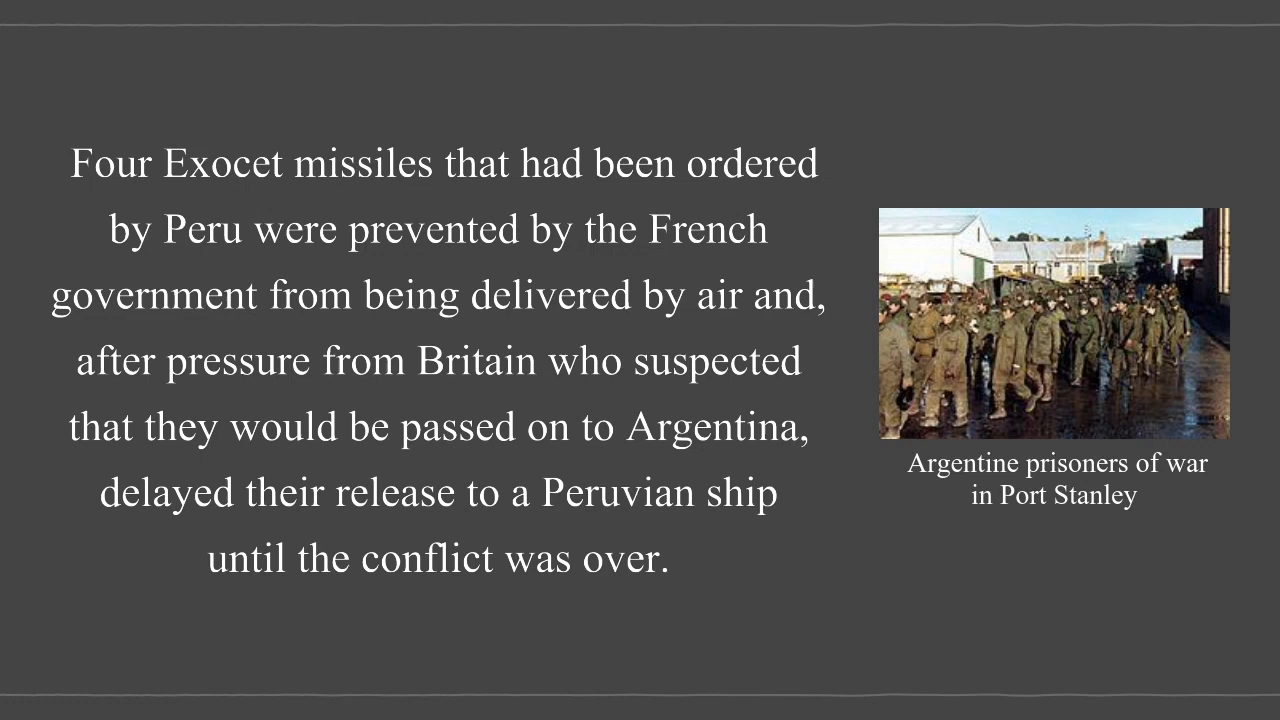 Four Exocet missiles that had been ordered
by Peru were prevented by the French
government from being delivered by air and,
after pressure from Britain who suspected
that they would be passed on to Argentina,
delayed their release to a Peruvian ship
until the conflict was over.
Argentine prisoners of war
in Port Stanley